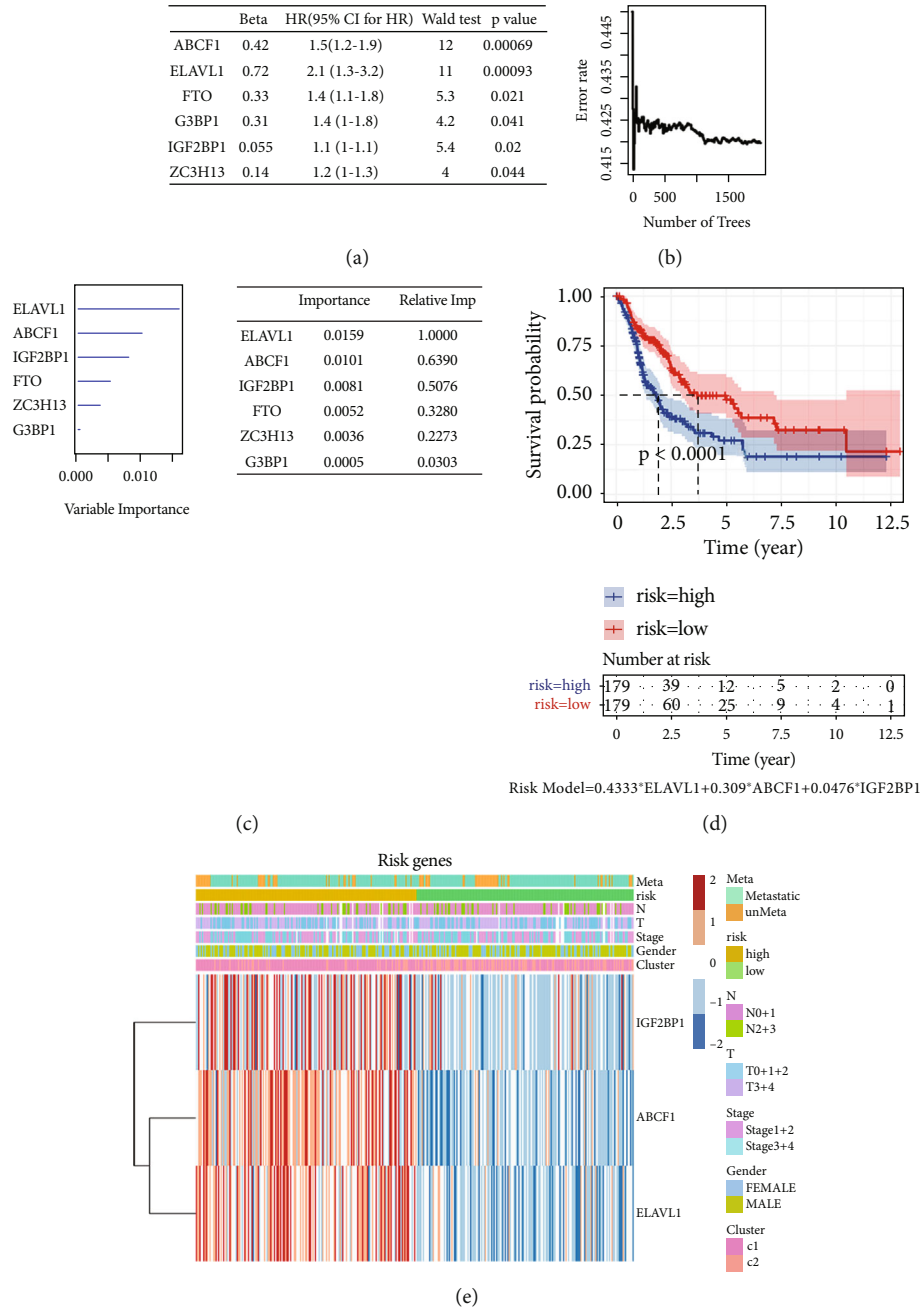 Beta HR(95% CI for HR) Wald test p value
ABCF1 0.42 1.5(1.2-1.9) 12 0.00069
ELAVL1 0.72 2.1 (1.3-3.2) 11 0.00093
FTO 0.33 1.4 (1.1-1.8) 5.3 0.021
G3BP1 0.31 1.4 (1-1.8) 4.2 0.041
IGF2BP1 0.055 1.1 (1-1.1) 5.4 0.02
ZC3H13 0.14 1.2 (1-1.3) 4 0.044
(a)
Error rate
0.445
0.435
0.425
0.415
0 500 1500
Number of Trees
(b)
ELAVL1
ABCF1
IGF2BP1
FTO
ZC3H13
G3BP1
0.000 0.010
Variable Importance
Importance Relative Imp
ELAVL1 0.0159 1.0000
ABCF1 0.0101 0.6390
IGF2BP1 0.0081 0.5076
FTO 0.0052 0.3280
ZC3H13 0.0036 0.2273
G3BP1 0.0005 0.0303
(c)
Survival probability
1.00
0.75
0.50
0.25
0.00
p < 0.0001
0 2.5 5 7.5 10 12.5
Time (year)
risk=high
risk=low
Number at risk
risk=high 179 39 12 5 2 0
risk=low 179 60 25 9 4 1
0 2.5 5 7.5 10 12.5
Time (year)
Risk Model=0.4333*ELAVL1+0.309*ABCF1+0.0476*IGF2BP1
(d)
Risk genes
Meta
risk
N
T
Stage
Gender
Cluster
IGF2BP1
ABCF1
ELAVL1
2
1
0
−1
−2
Meta
Metastatic
unMeta
risk
high
low
N
N0+1
N2+3
T
T0+1+2
T3+4
Stage
Stage1+2
Stage3+4
Gender
FEMALE
MALE
Cluster
c1
c2
(e)